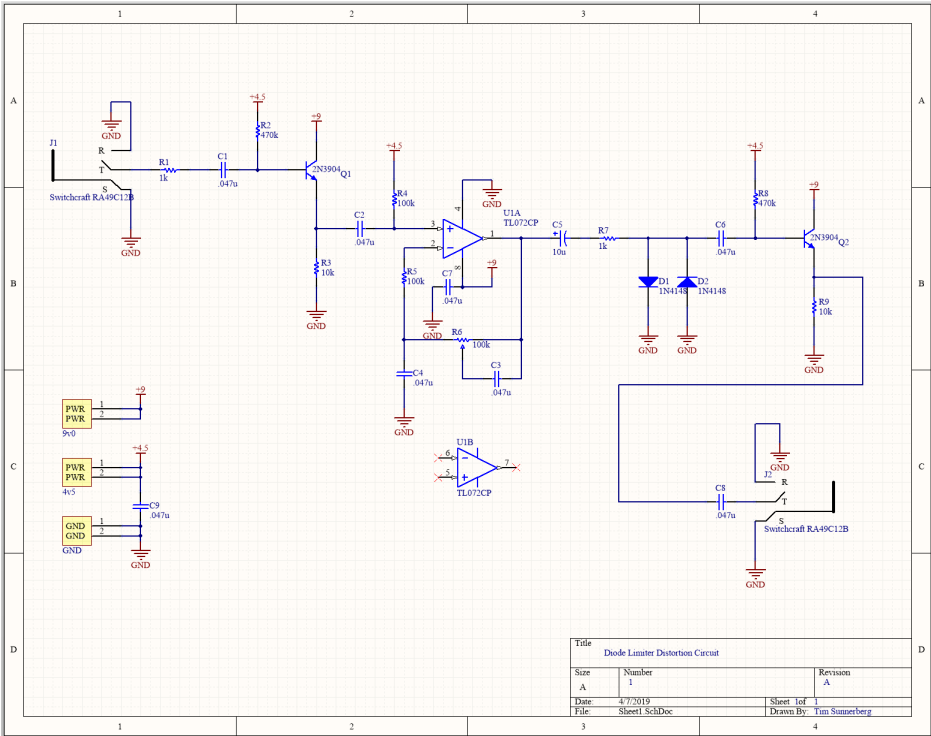 1 2 3 4
A A
+4.5
+9
R2
470k
J1
GND
R
T
S
R1
1k
C1
.047u
2N3904
Q1
Switchcraft RA49C12B
GND
+4.5
R4
100k
GND
4
U1A
TL072CP
C2
.047u
3
2
1
8
+9
R3
10k
GND
R5
100k
C7
.047u
GND
R6
100k
C3
.047u
C4
.047u
GND
C5
10u
R7
1k
D1
1N4148
D2
1N4148
GND GND
+4.5
R8
470k
+9
C6
.047u
2N3904
Q2
R9
10k
GND
B B
+9
PWR 1
PWR 2
9v0
+4.5
PWR 1
PWR 2
4v5
C9
.047u
GND 1
GND 2
GND
GND
C C
U1B
6
5
7
TL072CP
C8
.047u
GND
J2
R
T
S
Switchcraft RA49C12B
GND
D D
Title
Diode Limiter Distortion Circuit
Size Number Revision
A 1 A
Date: 4/7/2019 Sheet 1of 1
File: Sheet1.SchDoc Drawn By: Tim Sunnerberg
1 2 3 4